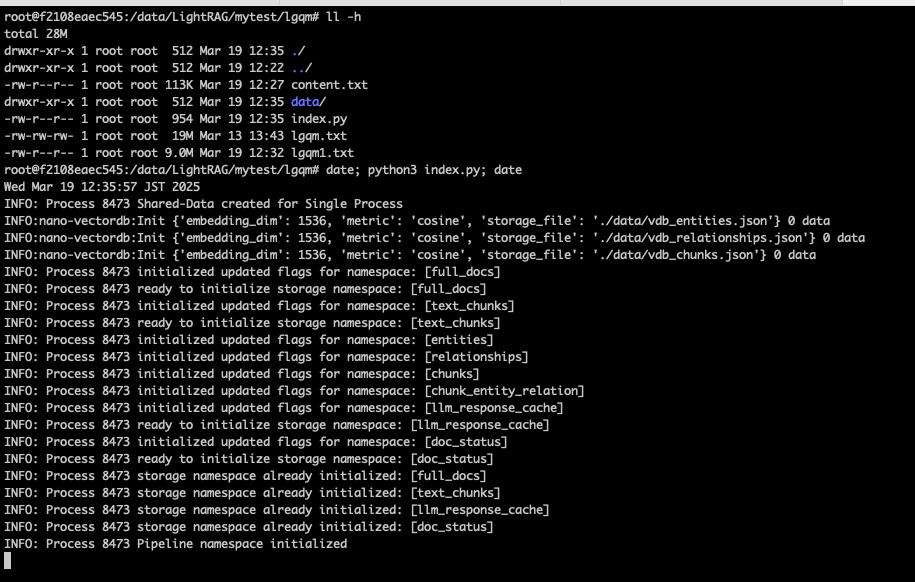 root@f2108eaec545:/data/LightRAG/mytest/lgqm# ll -h
total 28M
drwxr-xr-x 1 root root  512 Mar 19 12:35 ./
drwxr-xr-x 1 root root  512 Mar 19 12:22 ../
-rw-r--r-- 1 root root 113K Mar 19 12:27 content.txt
drwxr-xr-x 1 root root  512 Mar 19 12:35 data/
-rw-r--r-- 1 root root  954 Mar 19 12:35 index.py
-rw-rw-rw- 1 root root  19M Mar 13 13:43 lgqm.txt
-rw-r--r-- 1 root root 9.0M Mar 19 12:32 lgqm1.txt
root@f2108eaec545:/data/LightRAG/mytest/lgqm# date; python3 index.py; date
Wed Mar 19 12:35:57 JST 2025
INFO: Process 8473 Shared-Data created for Single Process
INFO:nano-vectordb:Init {'embedding_dim': 1536, 'metric': 'cosine', 'storage_file': './data/vdb_entities.json'} 0 data
INFO:nano-vectordb:Init {'embedding_dim': 1536, 'metric': 'cosine', 'storage_file': './data/vdb_relationships.json'} 0 data
INFO:nano-vectordb:Init {'embedding_dim': 1536, 'metric': 'cosine', 'storage_file': './data/vdb_chunks.json'} 0 data
INFO: Process 8473 initialized updated flags for namespace: [full_docs]
INFO: Process 8473 ready to initialize storage namespace: [full_docs]
INFO: Process 8473 initialized updated flags for namespace: [text_chunks]
INFO: Process 8473 ready to initialize storage namespace: [text_chunks]
INFO: Process 8473 initialized updated flags for namespace: [entities]
INFO: Process 8473 initialized updated flags for namespace: [relationships]
INFO: Process 8473 initialized updated flags for namespace: [chunks]
INFO: Process 8473 initialized updated flags for namespace: [chunk_entity_relation]
INFO: Process 8473 initialized updated flags for namespace: [llm_response_cache]
INFO: Process 8473 ready to initialize storage namespace: [llm_response_cache]
INFO: Process 8473 initialized updated flags for namespace: [doc_status]
INFO: Process 8473 ready to initialize storage namespace: [doc_status]
INFO: Process 8473 storage namespace already initialized: [full_docs]
INFO: Process 8473 storage namespace already initialized: [text_chunks]
INFO: Process 8473 storage namespace already initialized: [llm_response_cache]
INFO: Process 8473 storage namespace already initialized: [doc_status]
INFO: Process 8473 Pipeline namespace initialized